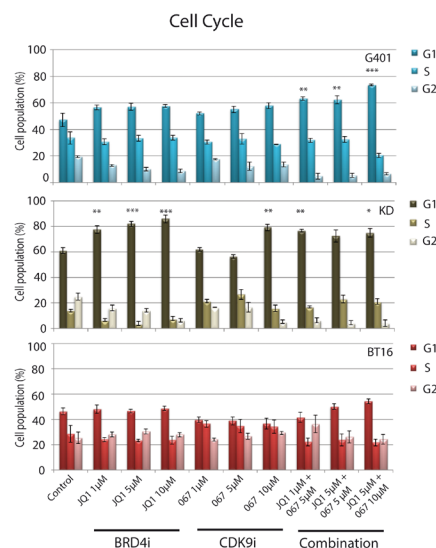 Cell Cycle
100
80
60
40
20
0
Cell population (%)
G401
** ** ***
G1
S
G2
100
80
60
40
20
0
Cell population (%)
KD
** *** *** ** ** *
G1
S
G2
100
80
60
40
20
0
Cell population (%)
BT16
G1
S
G2
Control
JQ1 1μM
JQ1 5μM
JQ1 10μM
067 1μM
067 5μM
067 10μM
JQ1 1μM +
067 5μM
JQ1 5μM +
067 5 μM
JQ1 5μM +
067 10μM
BRD4i
CDK9i
Combination